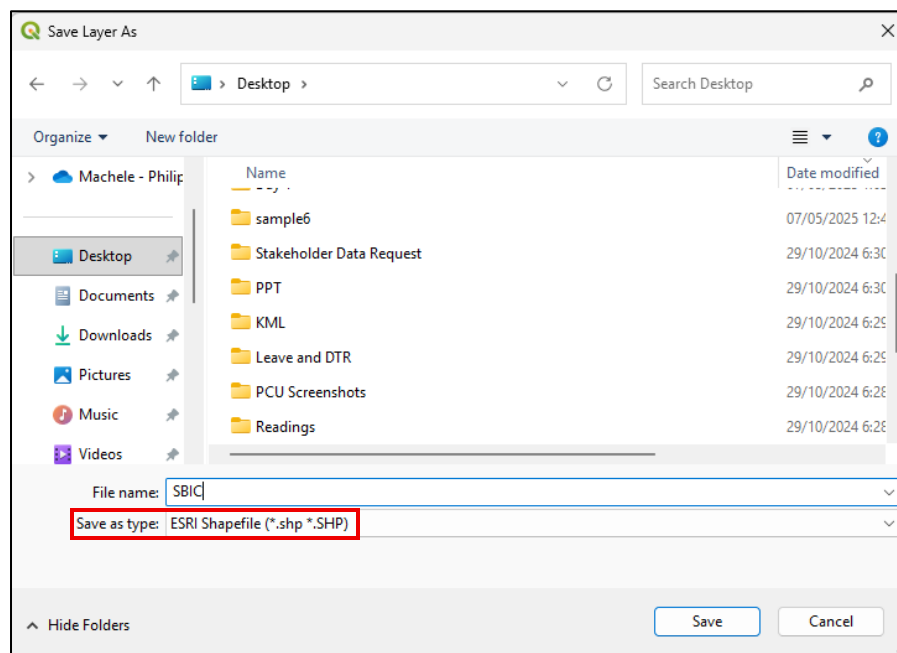 Save Layer As
Desktop
Search Desktop
Organize
New folder
Name
Date modified
Machele - Philip
sample6
07/05/2025 12:4
Desktop
Stakeholder Data Request
29/10/2024 6:30
Documents
PPT
29/10/2024 6:30
KML
29/10/2024 6:29
Downloads
Leave and DTR
29/10/2024 6:29
Pictures
PCU Screenshots
29/10/2024 6:28
Music
Readings
29/10/2024 6:28
Videos
File name: SBIC
Save as type: ESRI Shapefile (*.shp *.SHP)
Hide Folders
Save
Cancel